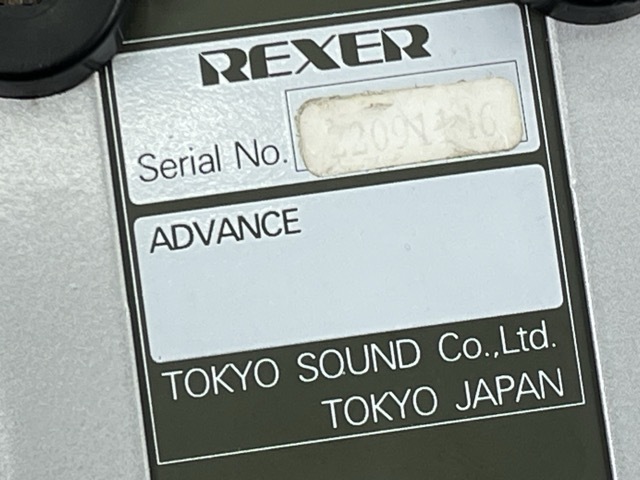 REXER
Serial No.
ADVANCE
TOKYO SOUND Co.,Ltd.
TOKYO JAPAN